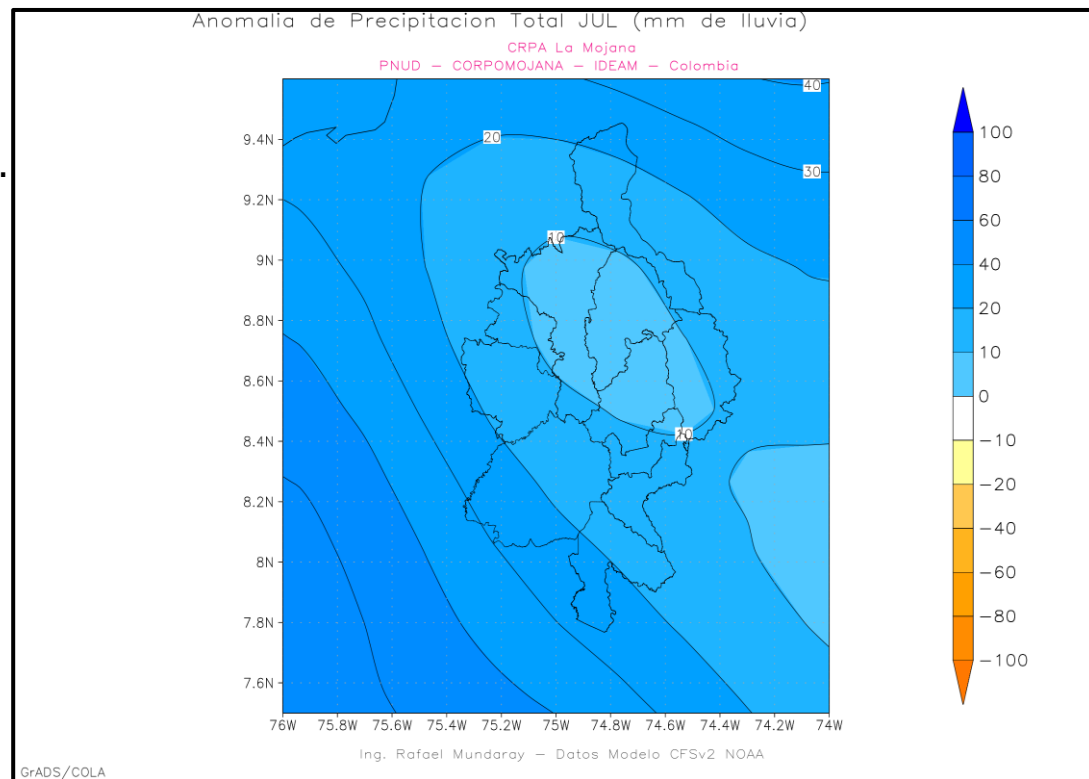 Anomalia de Precipitacion Total JUL (mm de lluvia)
CRPA La Mojana
PNUD – CORPOMOJANA – IDEAM – Colombia
40
9.4N
20
30
9.2N
10
9N
8.8N
8.6N
10
8.4N
8.2N
8N
7.8N
7.6N
76W 75.8W 75.6W 75.4W 75.2W 75W 74.8W 74.6W 74.4W 74.2W 74W
100
80
60
40
20
10
0
−10
−20
−40
−60
−80
−100
Ing. Rafael Mundaray – Datos Modelo CFSv2 NOAA
GrADS/COLA